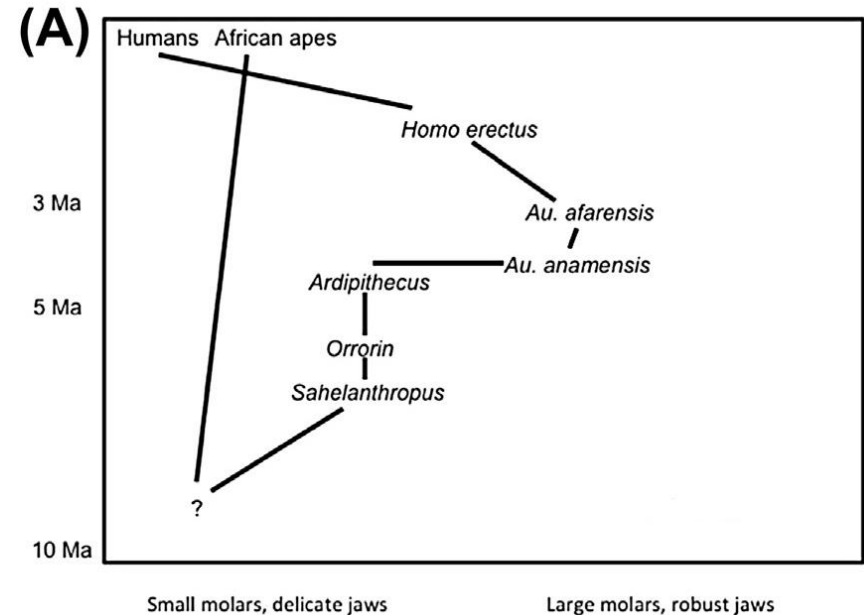 (A)
Humans African apes
Homo erectus
3 Ma
Au. afarensis
Au. anamensis
Ardipithecus
5 Ma
Orrorin
Sahelanthropus
?
10 Ma
Small molars, delicate jaws
Large molars, robust jaws